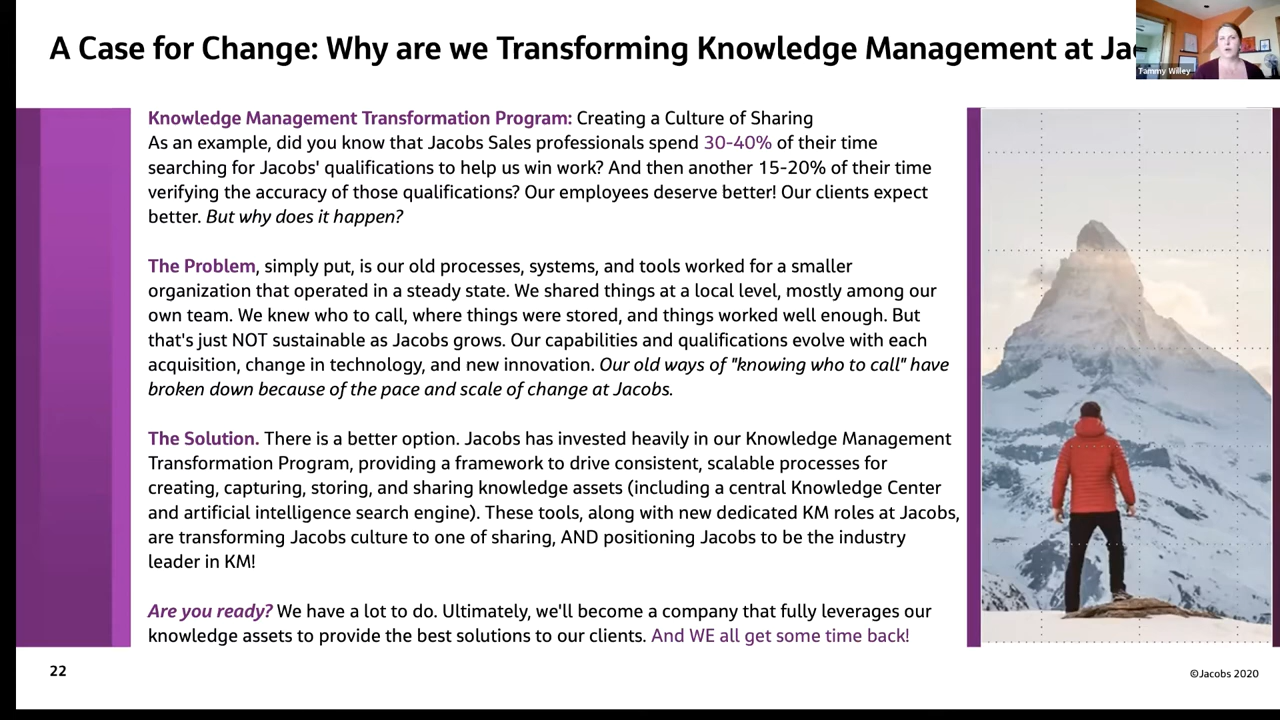 A Case for Change: Why are we Transforming Knowledge Management at
Tammy Willey
Knowledge Management Transformation Program: Creating a Culture of Sharing
As an example, did you know that Jacobs Sales professionals spend 30-40% of their time
searching for Jacobs' qualifications to help us win work? And then another 15-20% of their time
verifying the accuracy of those qualifications? Our employees deserve better! Our clients expect
better. But why does it happen?
The Problem, simply put, is our old processes, systems, and tools worked for a smaller
organization that operated in a steady state. We shared things at a local level, mostly among our
own team. We knew who to call, where things were stored, and things worked well enough. But
that's just NOT sustainable as Jacobs grows. Our capabilities and qualifications evolve with each
acquisition, change in technology, and new innovation. Our old ways of "knowing who to call" have
broken down because of the pace and scale of change at Jacobs.
The Solution. There is a better option. Jacobs has invested heavily in our Knowledge Management
Transformation Program, providing a framework to drive consistent, scalable processes for
creating, capturing, storing, and sharing knowledge assets (including a central Knowledge Center
and artificial intelligence search engine). These tools, along with new dedicated KM roles at Jacobs,
are transforming Jacobs culture to one of sharing, AND positioning Jacobs to be the industry
leader in KM!
Are you ready? We have a lot to do. Ultimately, we'll become a company that fully leverages our
knowledge assets to provide the best solutions to our clients. And WE all get some time back!
22
©Jacobs 2020